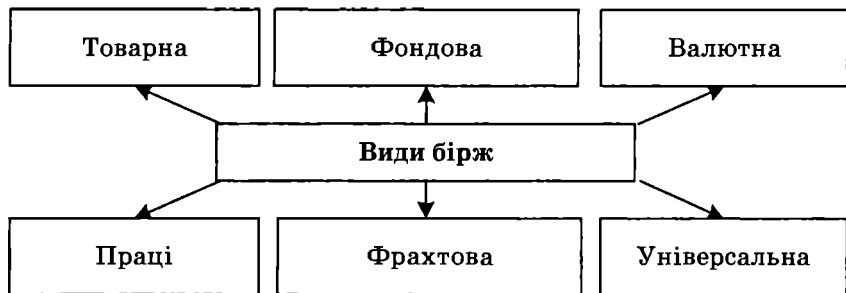 Товарна
Фондова
Валютна
Види бірж
Праці
Фрахтова
Універсальна